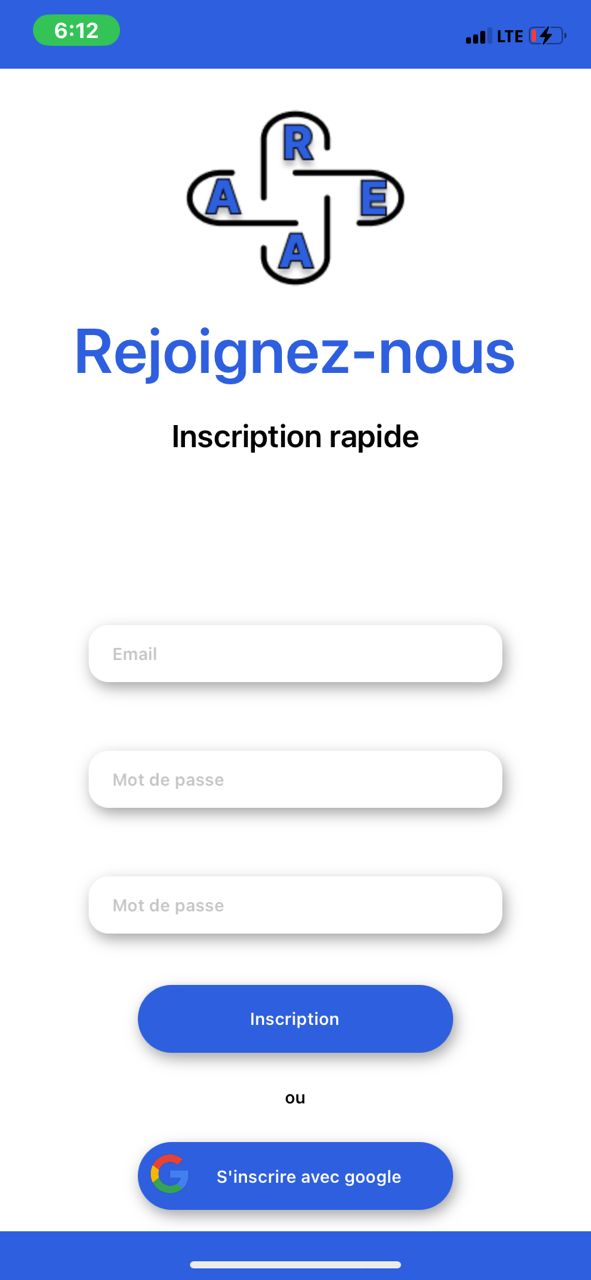 6:12 LTE
R
A E
A
Rejoignez-nous
Inscription rapide
Email
Mot de passe
Mot de passe
Inscription
ou
S'inscrire avec google